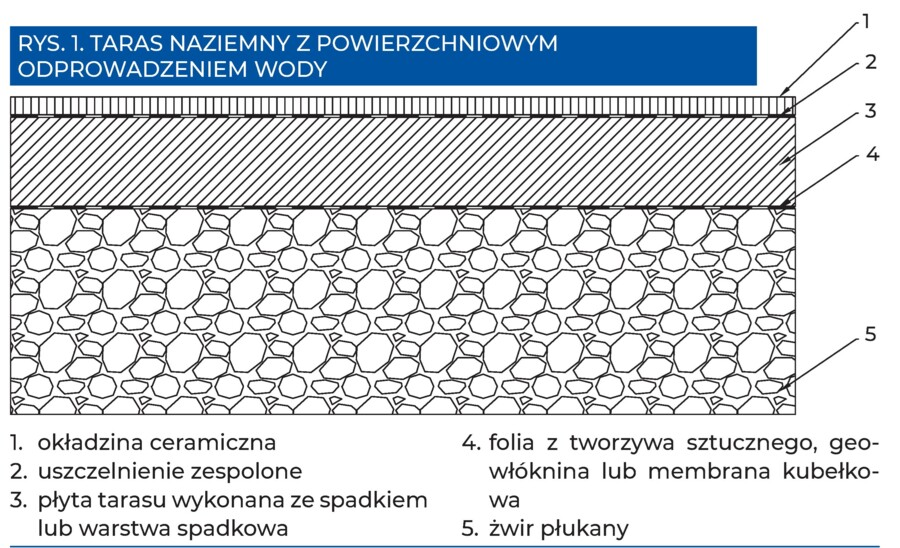 RYS. 1. TARAS NAZIEMNY Z POWIERZCHNIOWYM
ODPROWADZENIEM WODY
1
2
3
4
5
1. okładzina ceramiczna
2. uszczelnienie zespolone
3. płyta tarasu wykonana ze spadkiem
lub warstwa spadkowa
4. folia z tworzywa sztucznego, geo-
włóknina lub membrana kubełko-
wa
5. żwir płukany